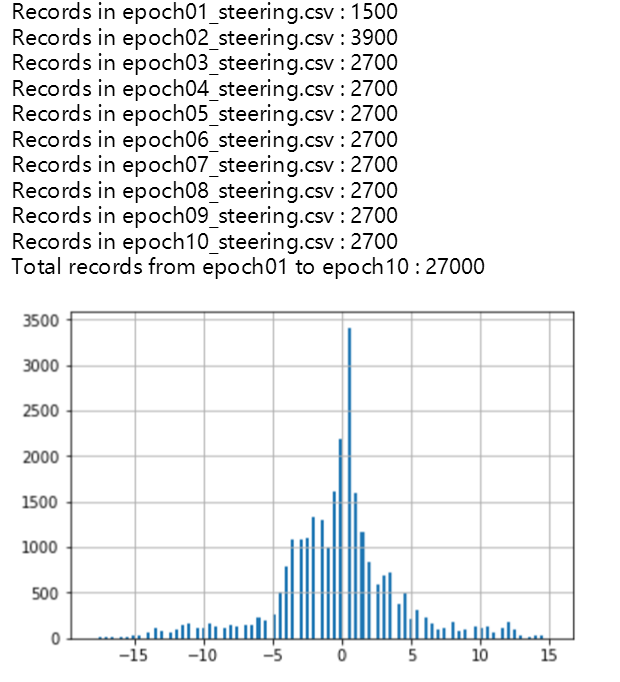 Records in epoch01_steering.csv : 1500
Records in epoch02_steering.csv : 3900
Records in epoch03_steering.csv : 2700
Records in epoch04_steering.csv : 2700
Records in epoch05_steering.csv : 2700
Records in epoch06_steering.csv : 2700
Records in epoch07_steering.csv : 2700
Records in epoch08_steering.csv : 2700
Records in epoch09_steering.csv : 2700
Records in epoch10_steering.csv : 2700
Total records from epoch01 to epoch10 : 27000
3500
3000
2500
2000
1500
1000
500
0
−15 −10 −5 0 5 10 15